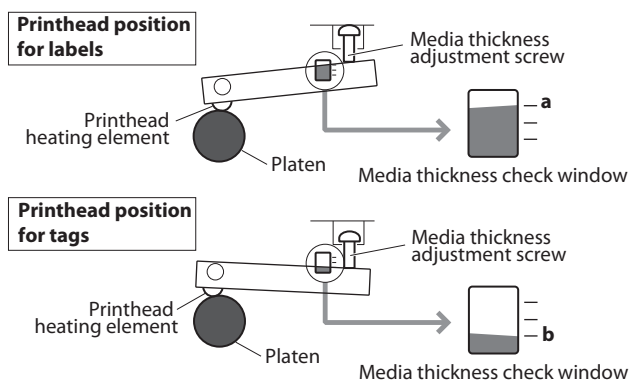 Printhead position
for labels
Media thickness
adjustment screw
a
Printhead
heating element
Platen
Media thickness check window
Printhead position
for tags
Media thickness
adjustment screw
Printhead
heating element
b
Platen
Media thickness check window